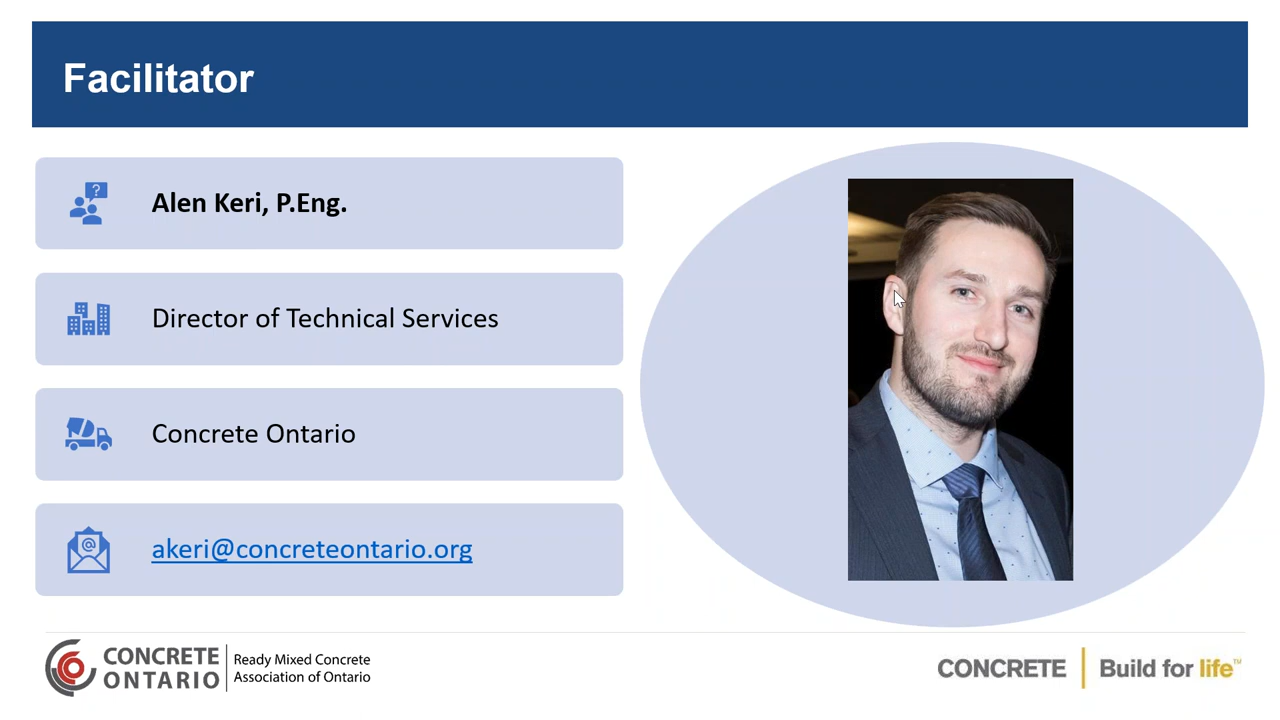 Facilitator
?
Alen Keri, P.Eng.
Director of Technical Services
Concrete Ontario
@
akeri@concreteontario.org
CONCRETE
ONTARIO
Ready Mixed Concrete
Association of Ontario
CONCRETE
Build for life™